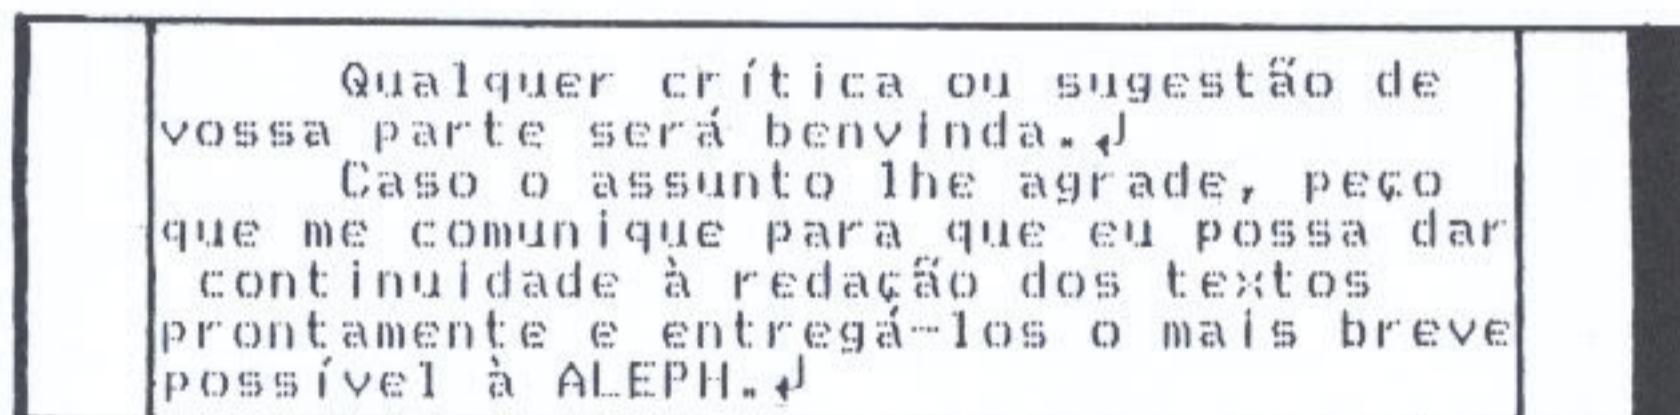 Qualquer crítica ou sugestão de
vossa parte será benvinda.↲
Caso o assunto lhe agrade, peço
que me comunique para que eu possa dar
continuidade à redação dos textos
prontamente e entregá-los o mais breve
possível à ALEPH.↲